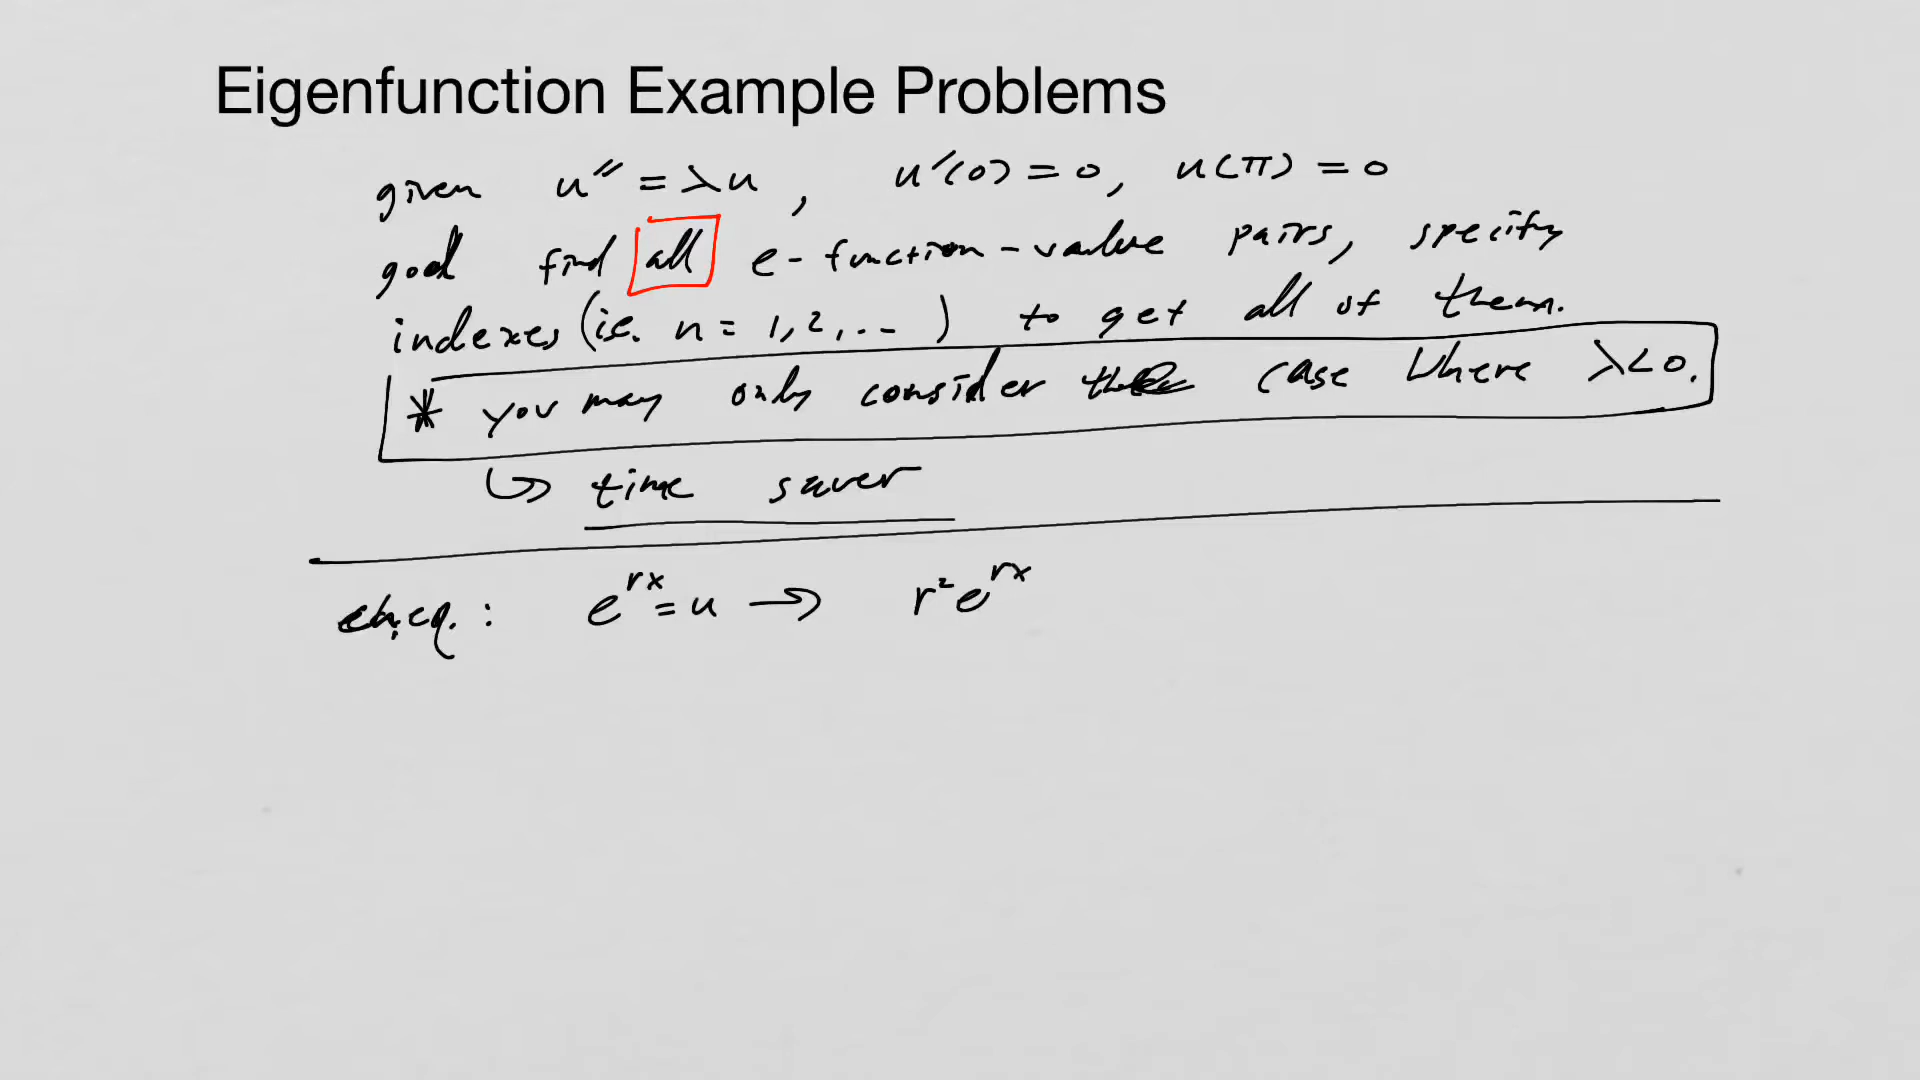 Eigenfunction Example Problems
given u″ = λu, u′(0) = 0, u(π) = 0
goal find all e-function-value pairs, specify
indexes (i.e. n = 1, 2, ... ) to get all of them.
* you may only consider the case where λ<0.
↪ time saver
ch. eq. : e^{rx} = u → r²e^{rx}